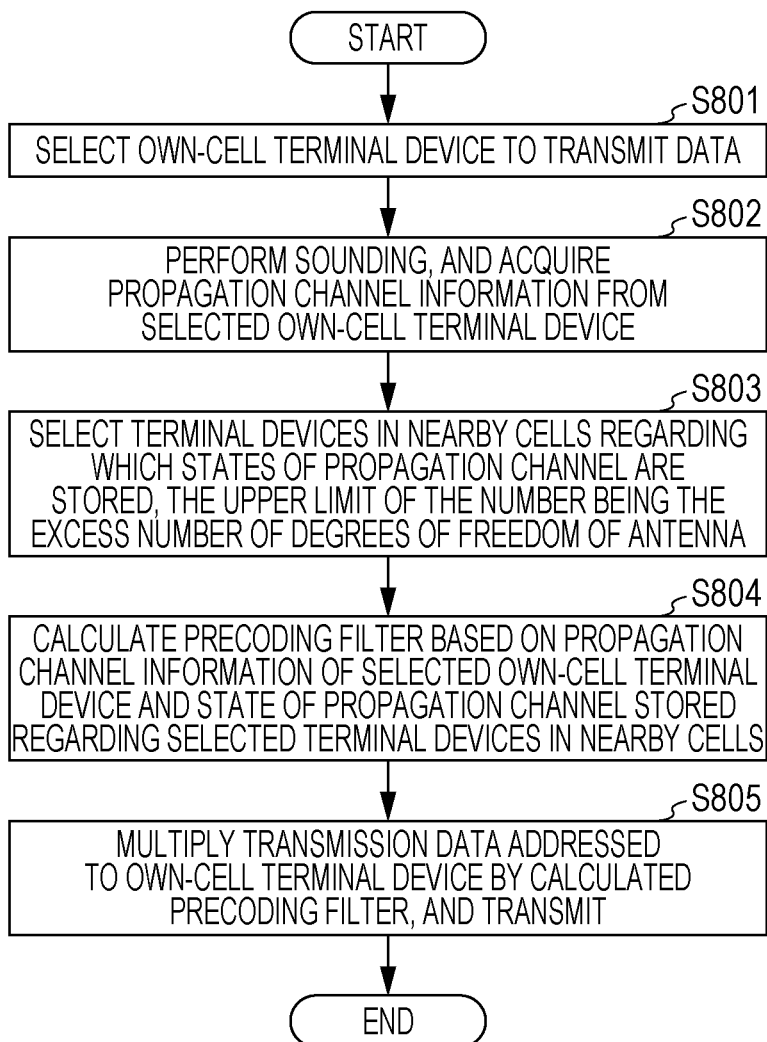 START
S801
SELECT OWN-CELL TERMINAL DEVICE TO TRANSMIT DATA
S802
PERFORM SOUNDING, AND ACQUIRE
PROPAGATION CHANNEL INFORMATION FROM
SELECTED OWN-CELL TERMINAL DEVICE
S803
SELECT TERMINAL DEVICES IN NEARBY CELLS REGARDING
WHICH STATES OF PROPAGATION CHANNEL ARE
STORED, THE UPPER LIMIT OF THE NUMBER BEING THE
EXCESS NUMBER OF DEGREES OF FREEDOM OF ANTENNA
S804
CALCULATE PRECODING FILTER BASED ON PROPAGATION
CHANNEL INFORMATION OF SELECTED OWN-CELL TERMINAL
DEVICE AND STATE OF PROPAGATION CHANNEL STORED
REGARDING SELECTED TERMINAL DEVICES IN NEARBY CELLS
S805
MULTIPLY TRANSMISSION DATA ADDRESSED
TO OWN-CELL TERMINAL DEVICE BY CALCULATED
PRECODING FILTER, AND TRANSMIT
END